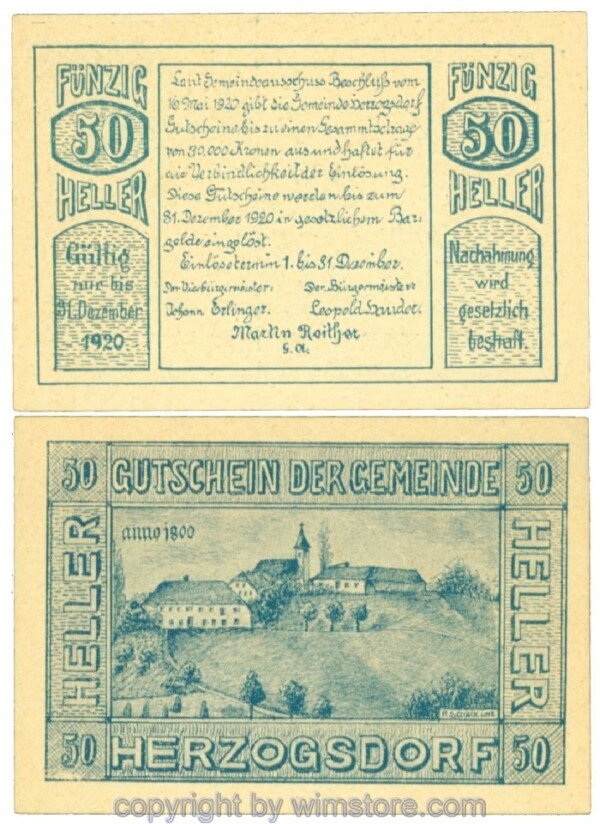 FÜNZIG
50
HELLER
Gültig
nur bis
31. Dezember
1920
Laut Gemeindeausschuss Beschluß vom
16 Mai 1920 gibt die Gemeinde Herzogsdorf
Gutscheine bis zu einen Gesammtbetrage
von 30,000 Kronen aus und haftet für
die Verbindlichkeit der Einlösung.
Diese Gutscheine werden bis zum
31. Dezember 1920 in gesetzlichem Bar-
gelde eingelöst.
Einlösetermin 1. bis 31. Dezember.
Der Vizebürgermeister: Der Bürgermeister:
Johann Erlinger. Leopold
Martin Reither
G.A.
FÜNZIG
50
HELLER
Nachahmung
wird
gesetzlich
bestraft.
50 GUTSCHEIN DER GEMEINDE 50
HELLER
anno 1800
HELLER
50 HERZOGSDORF 50
copyright by wimstore.com